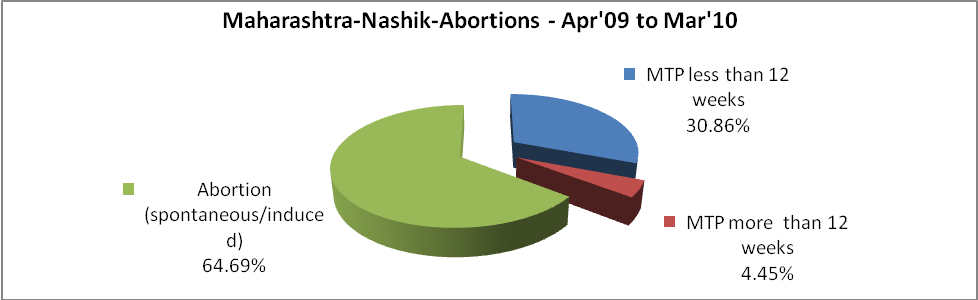 Maharashtra-Nashik-Abortions - Apr'09 to Mar'10
MTP less than 12
weeks
30.86%
Abortion
(spontaneous/induce
d)
64.69%
MTP more  than 12
weeks
4.45%